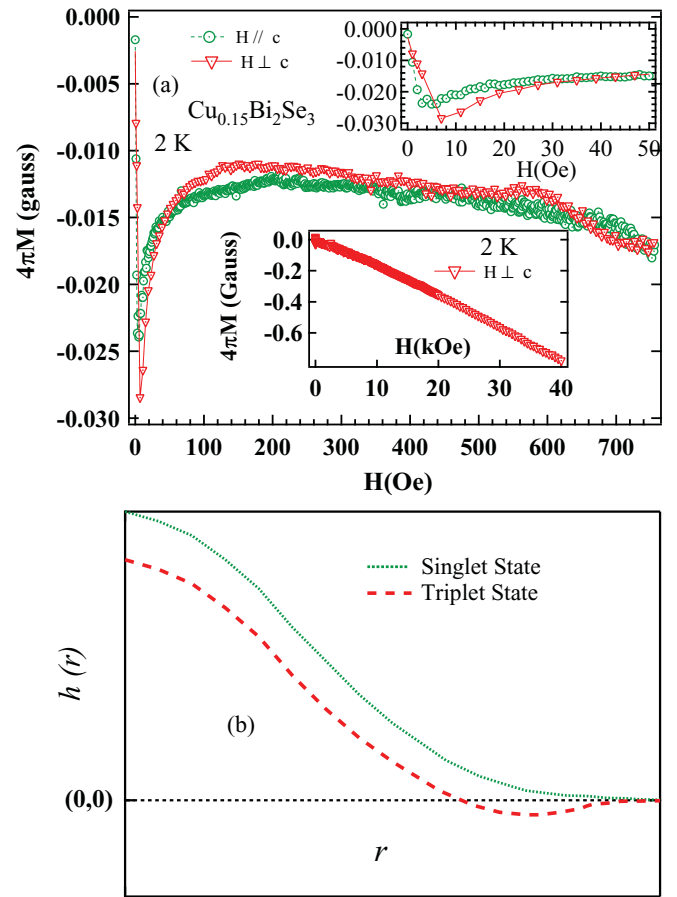 0.000
-0.005
-0.010
-0.015
-0.020
-0.025
-0.030
4πM (gauss)
H // c
H ⊥ c
(a)
Cu0.15Bi2Se3
2 K
0.000
-0.010
-0.020
-0.030
0 10 20 30 40 50
H(Oe)
4πM (Gauss)
0.0
-0.2
-0.4
-0.6
2 K
H ⊥ c
H(kOe)
0 10 20 30 40
0 100 200 300 400 500 600 700
H(Oe)
h (r)
Singlet State
Triplet State
(b)
(0,0)
r